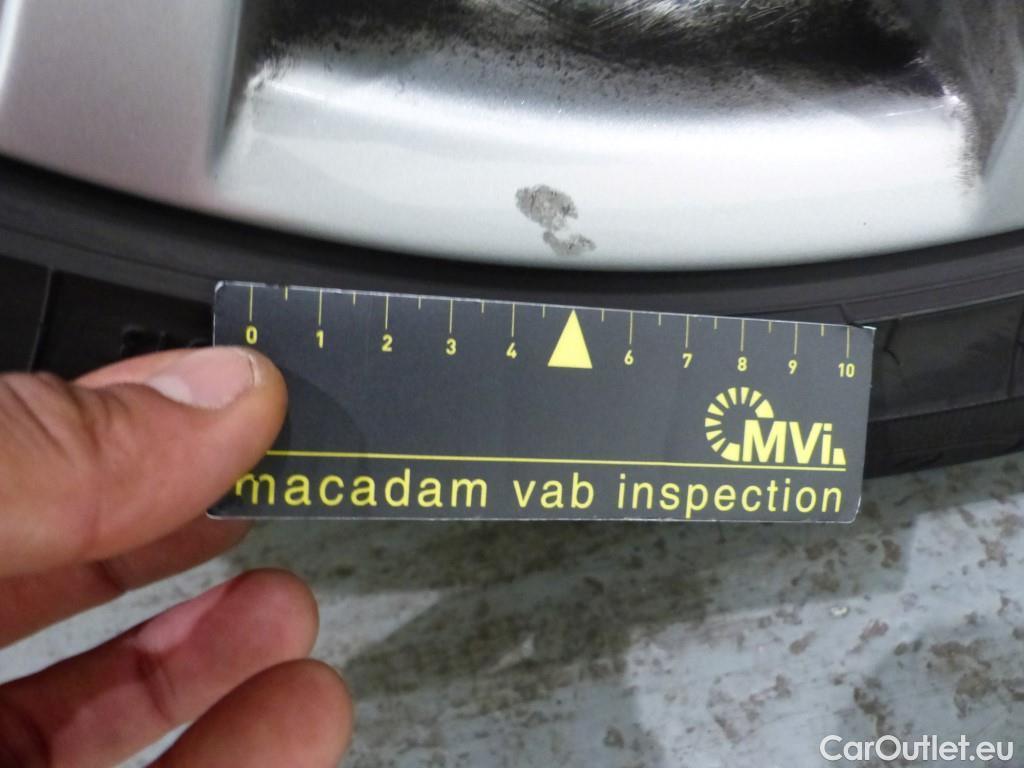 0 1 2 3 4 6 7 8 9 10
MVi.
macadam vab inspection
CarOutlet.eu